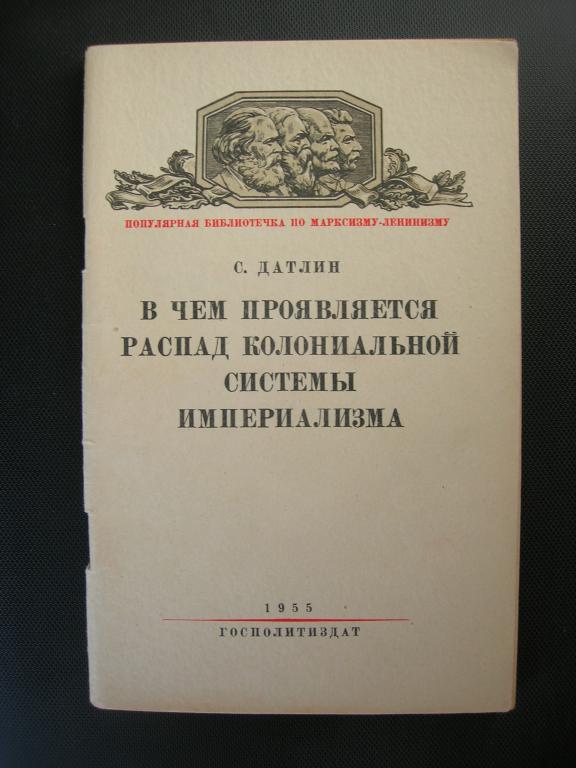 ПОПУЛЯРНАЯ БИБЛИОТЕЧКА ПО МАРКСИЗМУ-ЛЕНИНИЗМУ
С. ДАТЛИН
В ЧЕМ ПРОЯВЛЯЕТСЯ
РАСПАД КОЛОНИАЛЬНОЙ
СИСТЕМЫ
ИМПЕРИАЛИЗМА
1955
ГОСПОЛИТИЗДАТ